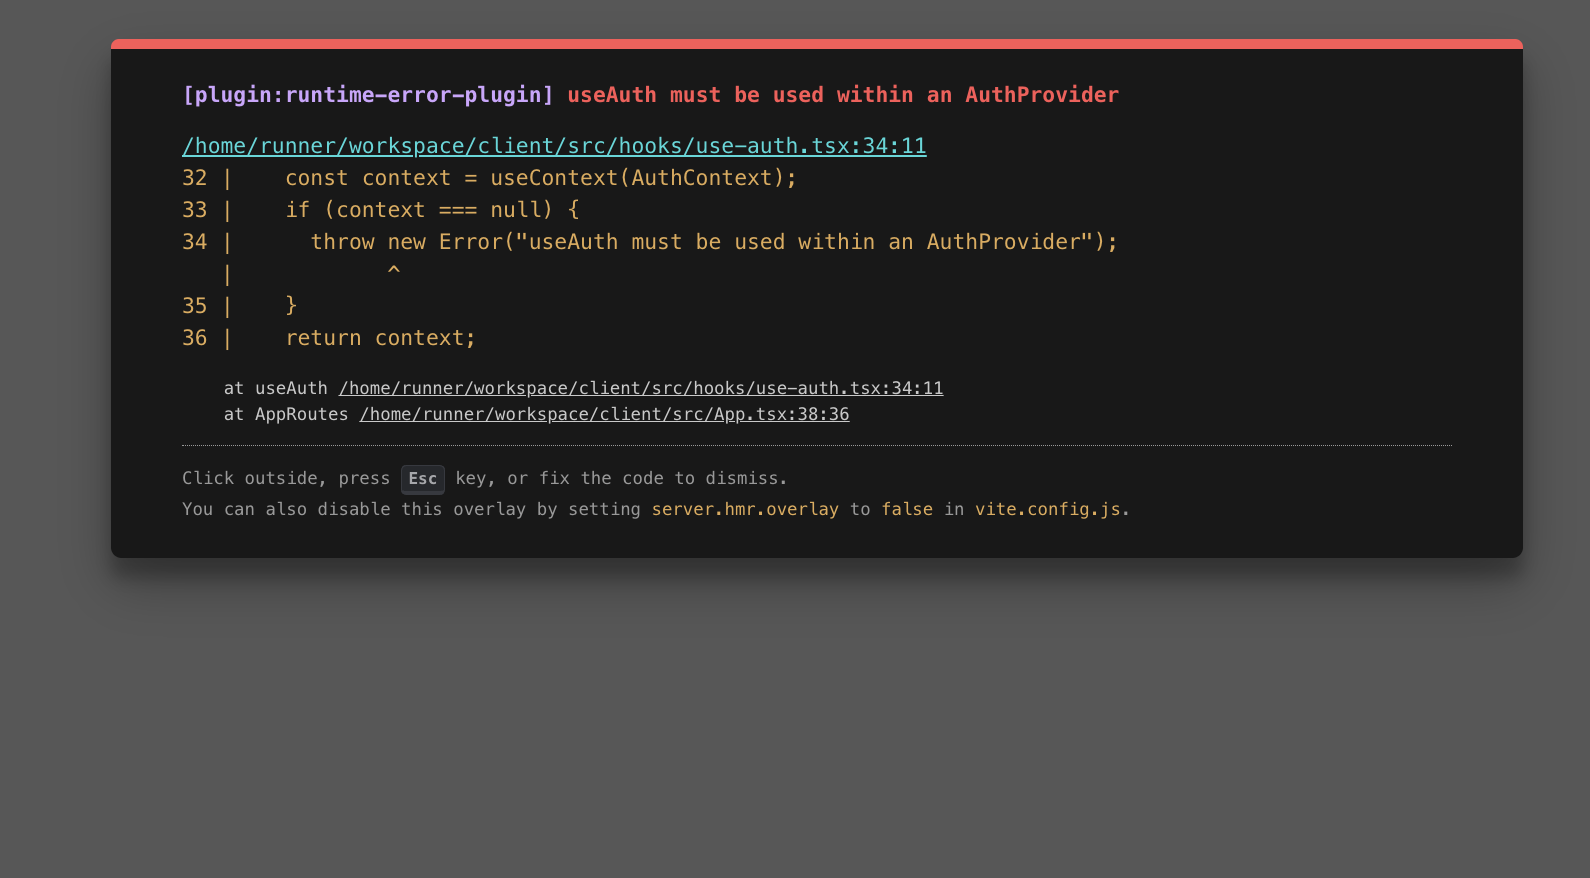 [plugin:runtime-error-plugin] useAuth must be used within an AuthProvider
/home/runner/workspace/client/src/hooks/use-auth.tsx:34:11
32 |    const context = useContext(AuthContext);
33 |    if (context === null) {
34 |      throw new Error("useAuth must be used within an AuthProvider");
   |            ^
35 |    }
36 |    return context;
at useAuth /home/runner/workspace/client/src/hooks/use-auth.tsx:34:11
at AppRoutes /home/runner/workspace/client/src/App.tsx:38:36
Click outside, press Esc key, or fix the code to dismiss.
You can also disable this overlay by setting server.hmr.overlay to false in vite.config.js.